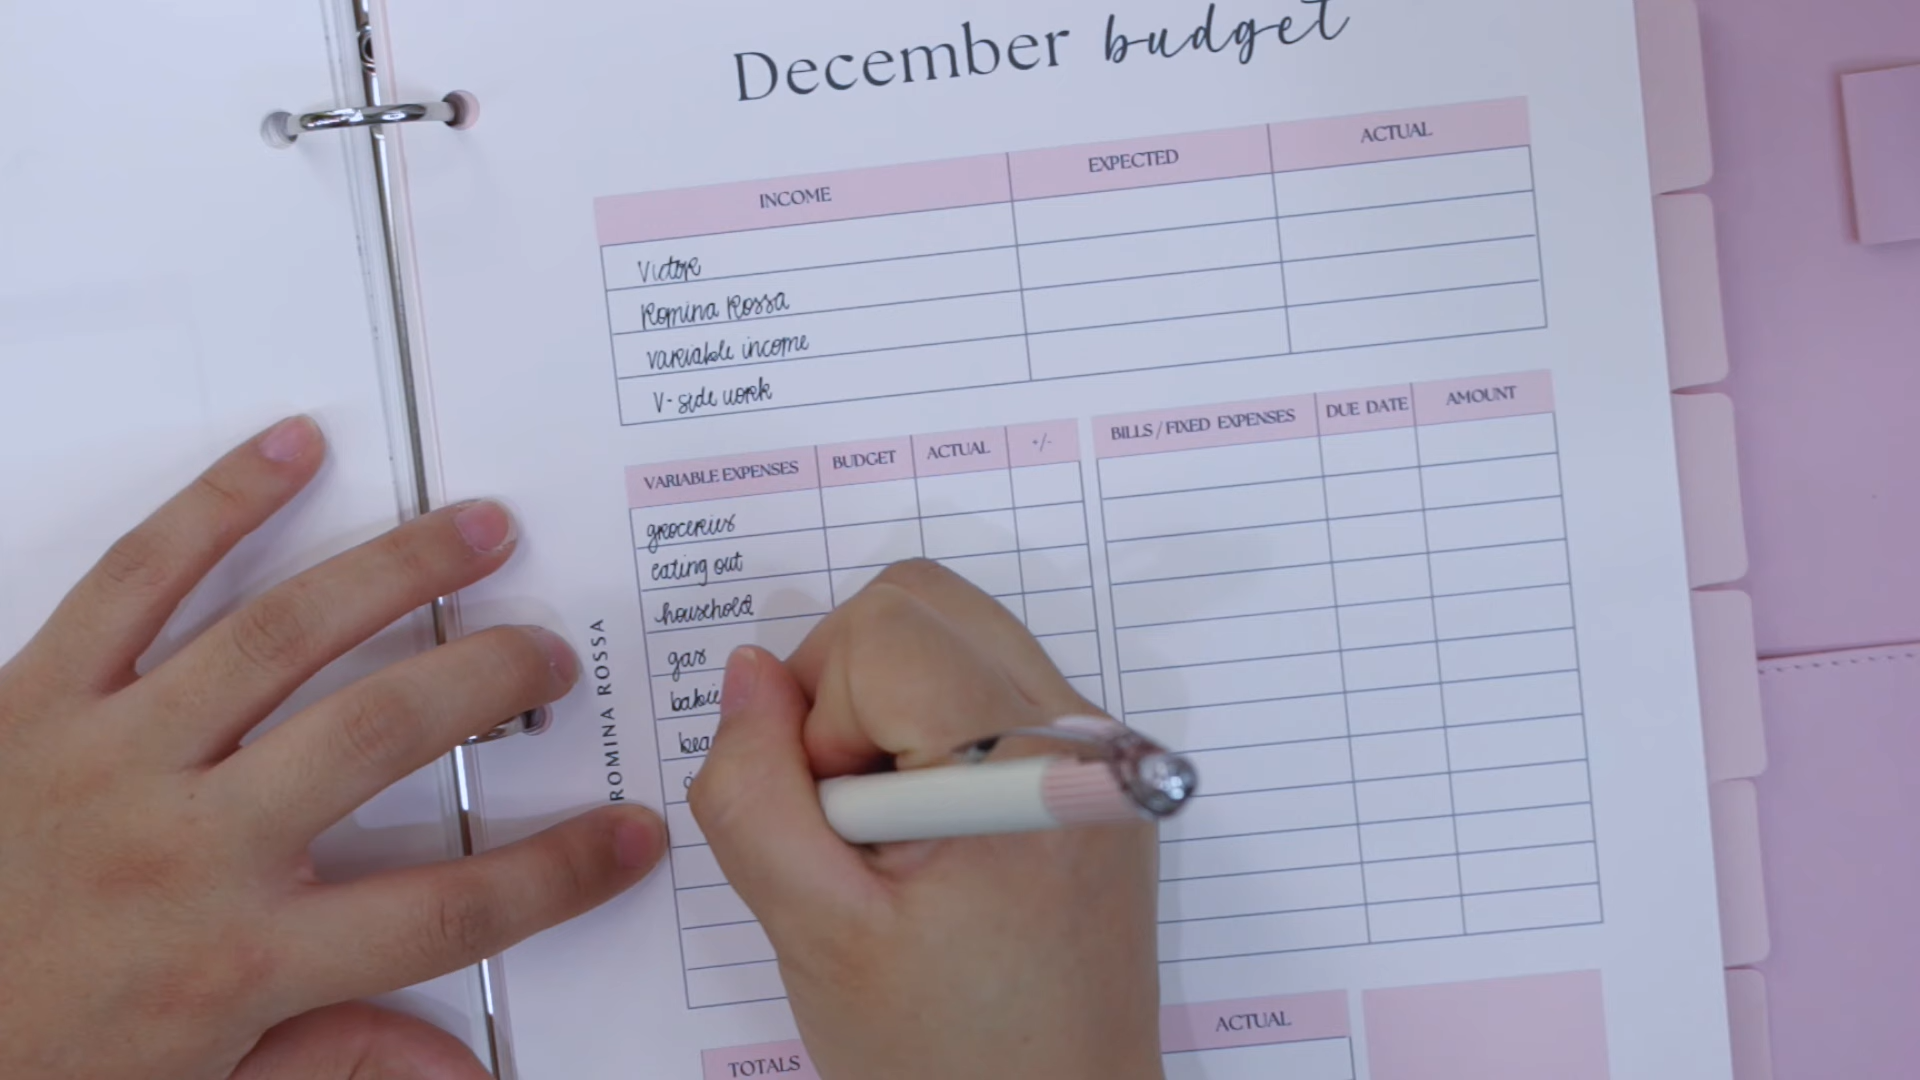 December budget
INCOME EXPECTED ACTUAL
Victor
Romina Rossa
variable income
V-side work
VARIABLE EXPENSES BUDGET ACTUAL +/-
groceries
eating out
household
gas
BILLS / FIXED EXPENSES DUE DATE AMOUNT
ROMINA ROSSA
TOTALS ACTUAL